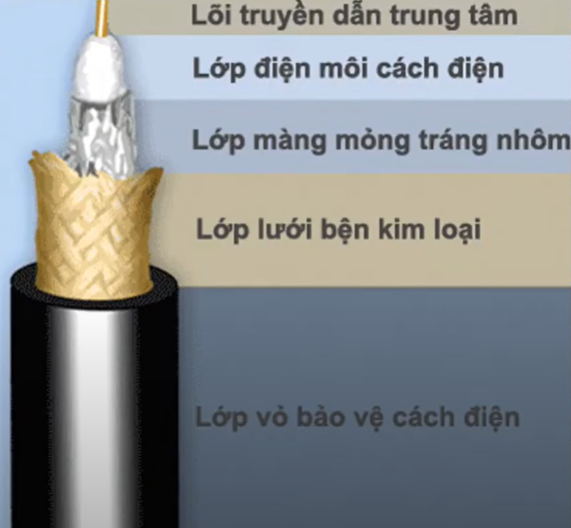 Lõi truyền dẫn trung tâm
Lớp điện môi cách điện
Lớp màng mỏng tráng nhôm
Lớp lưới bện kim loại
Lớp vỏ bảo vệ cách điện